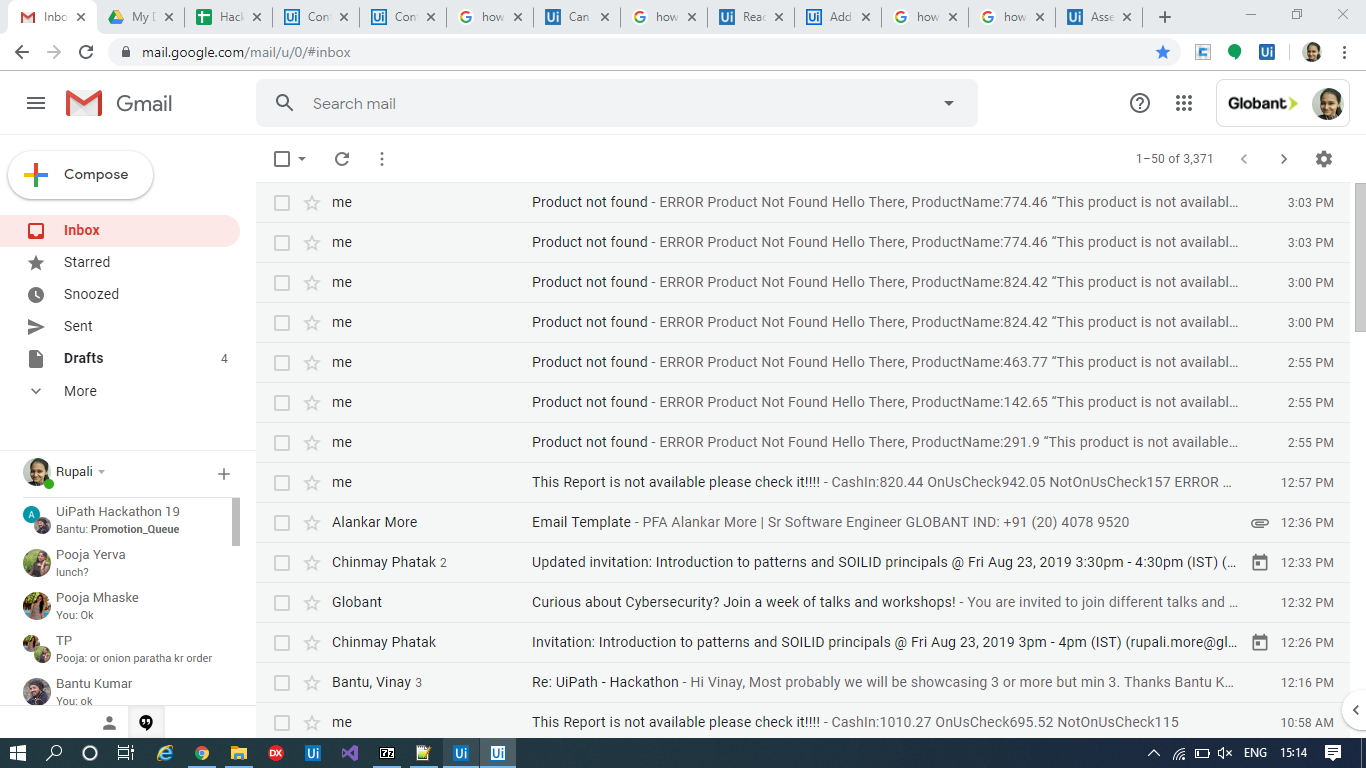 Inbo
My D
Hack
Cont
Con
how
Can
how
Reac
Add
how
how
Asse
mail.google.com/mail/u/0/#inbox
Gmail
Search mail
Globant
Compose
1–50 of 3,371
Inbox
Starred
Snoozed
Sent
Drafts 4
More
me Product not found - ERROR Product Not Found Hello There, ProductName:774.46 “This product is not availabl... 3:03 PM
me Product not found - ERROR Product Not Found Hello There, ProductName:774.46 “This product is not availabl... 3:03 PM
me Product not found - ERROR Product Not Found Hello There, ProductName:824.42 “This product is not availabl... 3:00 PM
me Product not found - ERROR Product Not Found Hello There, ProductName:824.42 “This product is not availabl... 3:00 PM
me Product not found - ERROR Product Not Found Hello There, ProductName:463.77 “This product is not availabl... 2:55 PM
me Product not found - ERROR Product Not Found Hello There, ProductName:142.65 “This product is not availabl... 2:55 PM
me Product not found - ERROR Product Not Found Hello There, ProductName:291.9 “This product is not available... 2:55 PM
me This Report is not available please check it!!!! - CashIn:820.44 OnUsCheck942.05 NotOnUsCheck157 ERROR ... 12:57 PM
Alankar More Email Template - PFA Alankar More | Sr Software Engineer GLOBANT IND: +91 (20) 4078 9520 12:36 PM
Chinmay Phatak 2 Updated invitation: Introduction to patterns and SOILID principals @ Fri Aug 23, 2019 3:30pm - 4:30pm (IST) (... 12:33 PM
Globant Curious about Cybersecurity? Join a week of talks and workshops! - You are invited to join different talks and ... 12:32 PM
Chinmay Phatak Invitation: Introduction to patterns and SOILID principals @ Fri Aug 23, 2019 3pm - 4pm (IST) (rupali.more@gl... 12:26 PM
Bantu, Vinay 3 Re: UiPath - Hackathon - Hi Vinay, Most probably we will be showcasing 3 or more but min 3. Thanks Bantu K... 12:16 PM
me This Report is not available please check it!!!! - CashIn:1010.27 OnUsCheck695.52 NotOnUsCheck115 10:58 AM
Rupali
A
UiPath Hackathon 19
Bantu: Promotion_Queue
Pooja Yerva
lunch?
Pooja Mhaske
You: Ok
TP
Pooja: or onion paratha kr order
Bantu Kumar
You: ok
DX
Ui
7z
Ui
Ui
ENG
15:14